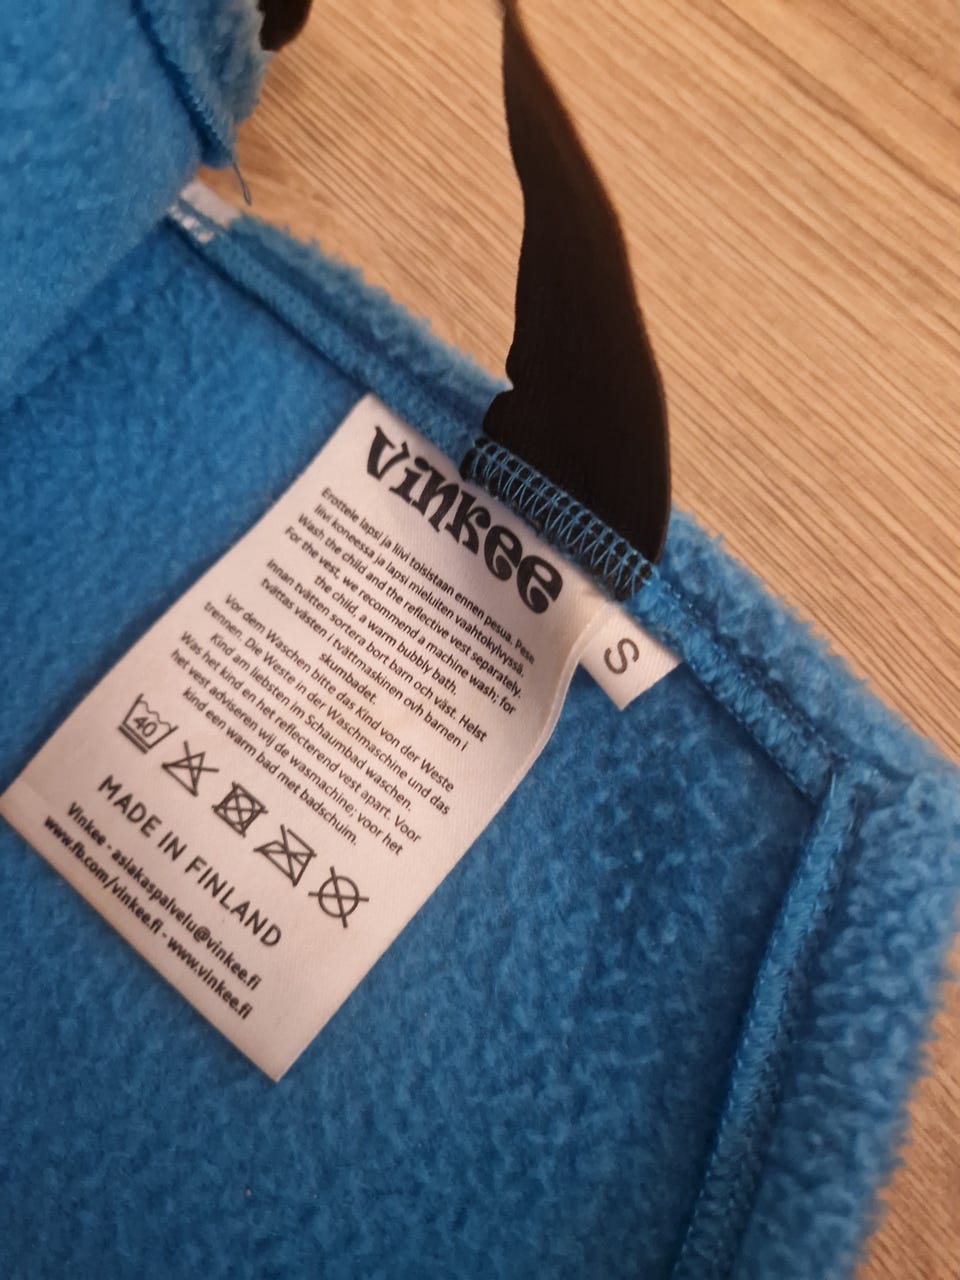 Vinkee
Erottele lapsi ja liivi toisistaan ennen pesua. Pese
liivi koneessa ja lapsi mieluiten vaahtokylvyssä.
Wash the child and the reflective vest separately.
For the vest, we recommend a machine wash; for
the child, a warm bubbly bath.
Innan tvätten sortera bort barn och väst. Helst
tvättas västen i tvättmaskinen ovh barnen i
skumbadet.
Vor dem Waschen bitte das Kind von der Weste
trennen. Die Weste in der Waschmaschine und das
Kind am liebsten im Schaumbad waschen.
Was het kind en het reflecterend vest apart. Voor
het vest adviseren wij de wasmachine; voor het
kind een warm bad met badschuim.
40
MADE IN FINLAND
Vinkee - asiakaspalvelu@vinkee.fi
www.fb.com/vinkee.fi - www.vinkee.fi
S